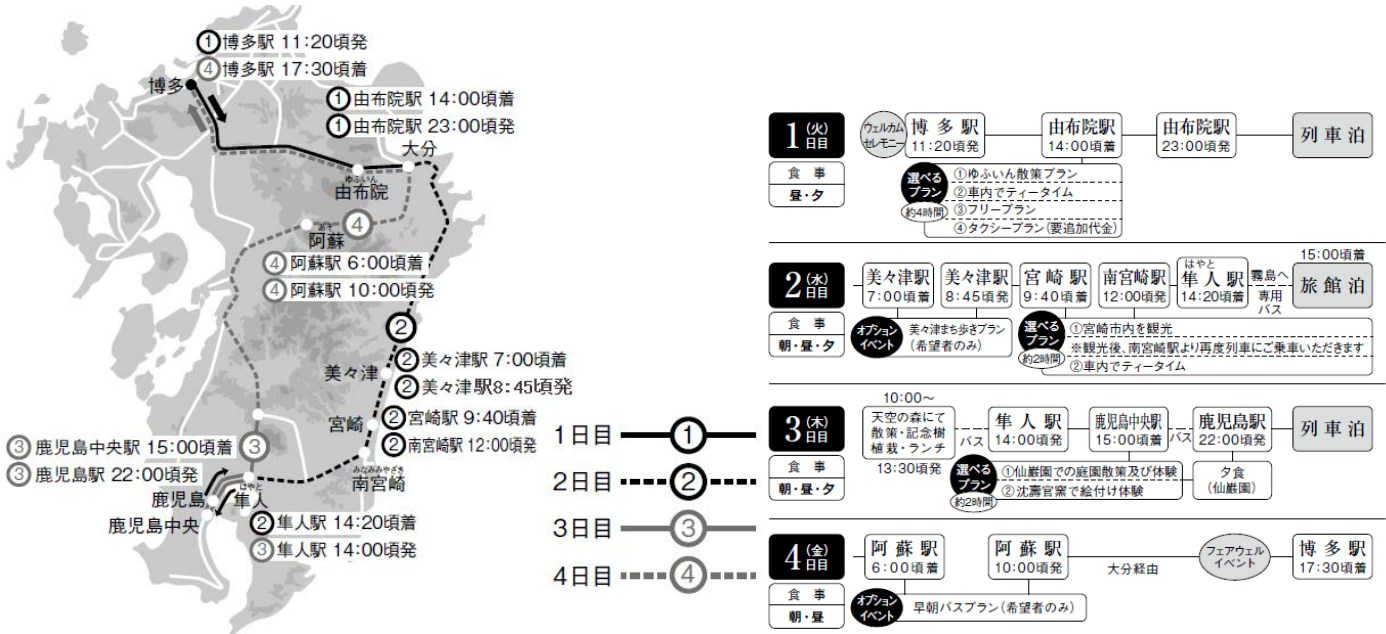 ①博多駅 11:20頃発
④博多駅 17:30頃着
博多
①由布院駅 14:00頃着
①由布院駅 23:00頃発
大分
ゆふいん
由布院
あそ
阿蘇
④
④阿蘇駅 6:00頃着
④阿蘇駅 10:00頃発
②
②美々津駅 7:00頃着
美々津
②美々津駅8:45頃発
宮崎
②宮崎駅 9:40頃着
②南宮崎駅 12:00頃発
みなみみやざき
南宮崎
③鹿児島中央駅 15:00頃着
③
③鹿児島駅 22:00頃発
はやと
鹿児島
隼人
鹿児島中央
②隼人駅 14:20頃着
③隼人駅 14:00頃発
1日目 ①
2日目 ②
3日目 ③
4日目 ④
1(火)日目
ウェルカムセレモニー
博多駅
11:20頃発
由布院駅
14:00頃着
由布院駅
23:00頃発
列車泊
食事
昼・夕
選べるプラン
約4時間
①ゆふいん散策プラン
②車内でティータイム
③フリープラン
④タクシープラン(要追加代金)
2(水)日目
美々津駅
7:00頃着
美々津駅
8:45頃発
宮崎駅
9:40頃着
南宮崎駅
12:00頃発
はやと
隼人駅
14:20頃着
霧島へ
専用
バス
15:00頃着
旅館泊
食事
朝・昼・夕
オプションイベント
美々津まち歩きプラン
(希望者のみ)
選べるプラン
約2時間
①宮崎市内を観光
※観光後、南宮崎駅より再度列車にご乗車いただきます
②車内でティータイム
3(木)日目
10:00～
天空の森にて
散策・記念樹
植栽・ランチ
13:30頃発
バス
隼人駅
14:00頃発
鹿児島中央駅
15:00頃着
バス
鹿児島駅
22:00頃発
列車泊
食事
朝・昼・夕
選べるプラン
約2時間
①仙巌園での庭園散策及び体験
②沈壽官窯で絵付け体験
夕食
(仙巌園)
4(金)日目
阿蘇駅
6:00頃着
阿蘇駅
10:00頃発
大分経由
フェアウェル
イベント
博多駅
17:30頃着
食事
朝・昼
オプションイベント
早朝バスプラン(希望者のみ)